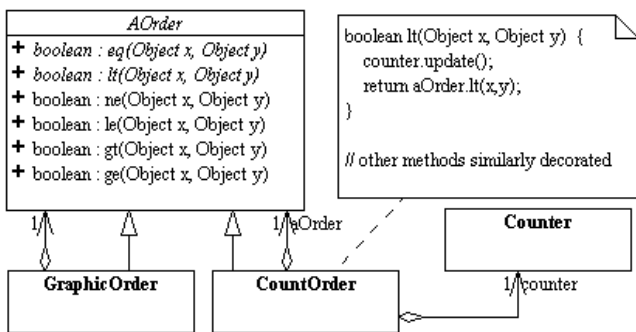 AOrder
+ boolean : eq(Object x, Object y)
+ boolean : lt(Object x, Object y)
+ boolean : ne(Object x, Object y)
+ boolean : le(Object x, Object y)
+ boolean : gt(Object x, Object y)
+ boolean : ge(Object x, Object y)
boolean lt(Object x, Object y) {
counter.update();
return aOrder.lt(x,y);
}
// other methods similarly decorated
1
1
aOrder
Counter
GraphicOrder
CountOrder
1
counter